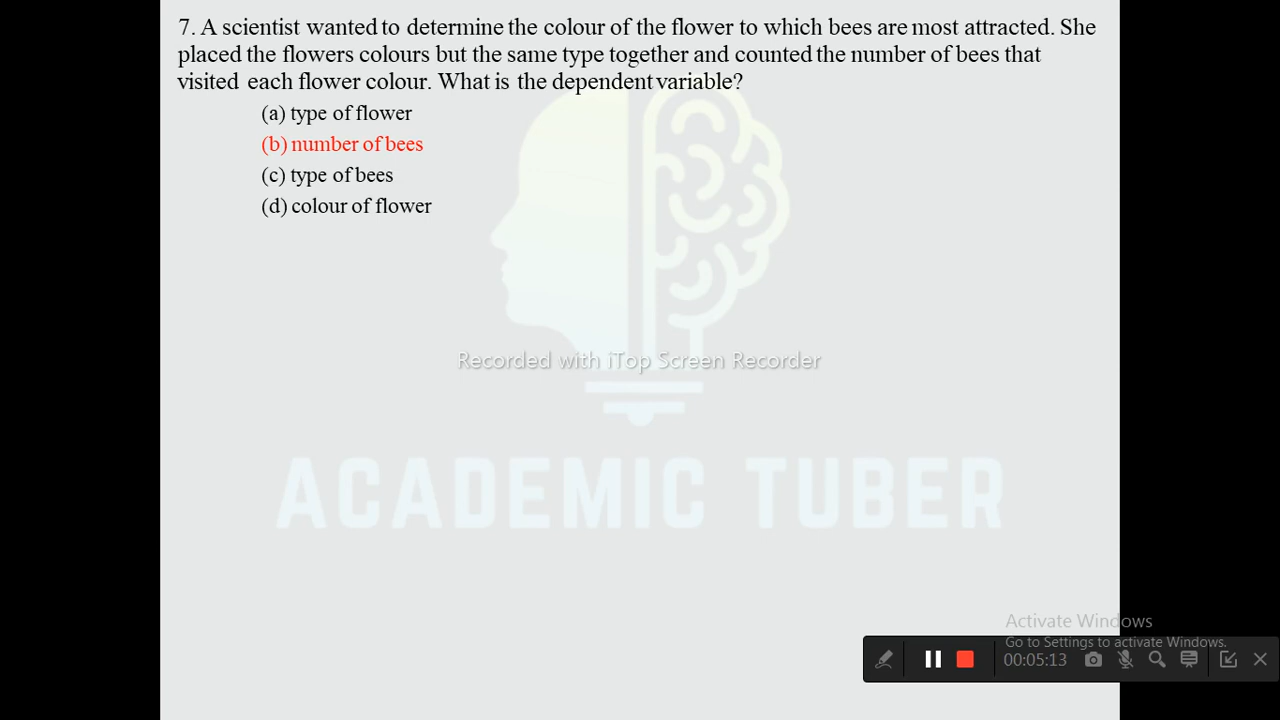 7. A scientist wanted to determine the colour of the flower to which bees are most attracted. She
placed the flowers colours but the same type together and counted the number of bees that
visited each flower colour. What is the dependent variable?
(a) type of flower
(b) number of bees
(c) type of bees
(d) colour of flower
Recorded with iTop Screen Recorder
ACADEMIC TUBER
Activate Windows
Go to Settings to activate Windows.
00:05:13